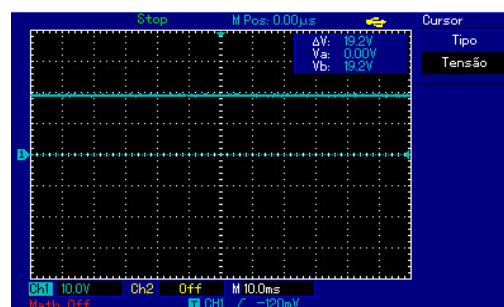 Stop M Pos: 0.00µs Cursor
ΔV: 19.2V
Va: 0.00V
Vb: 19.2V
Tipo
Tensão
1
Ch1 10.0V Ch2 Off M 10.0ms
Math Off T CH1 / -120mV